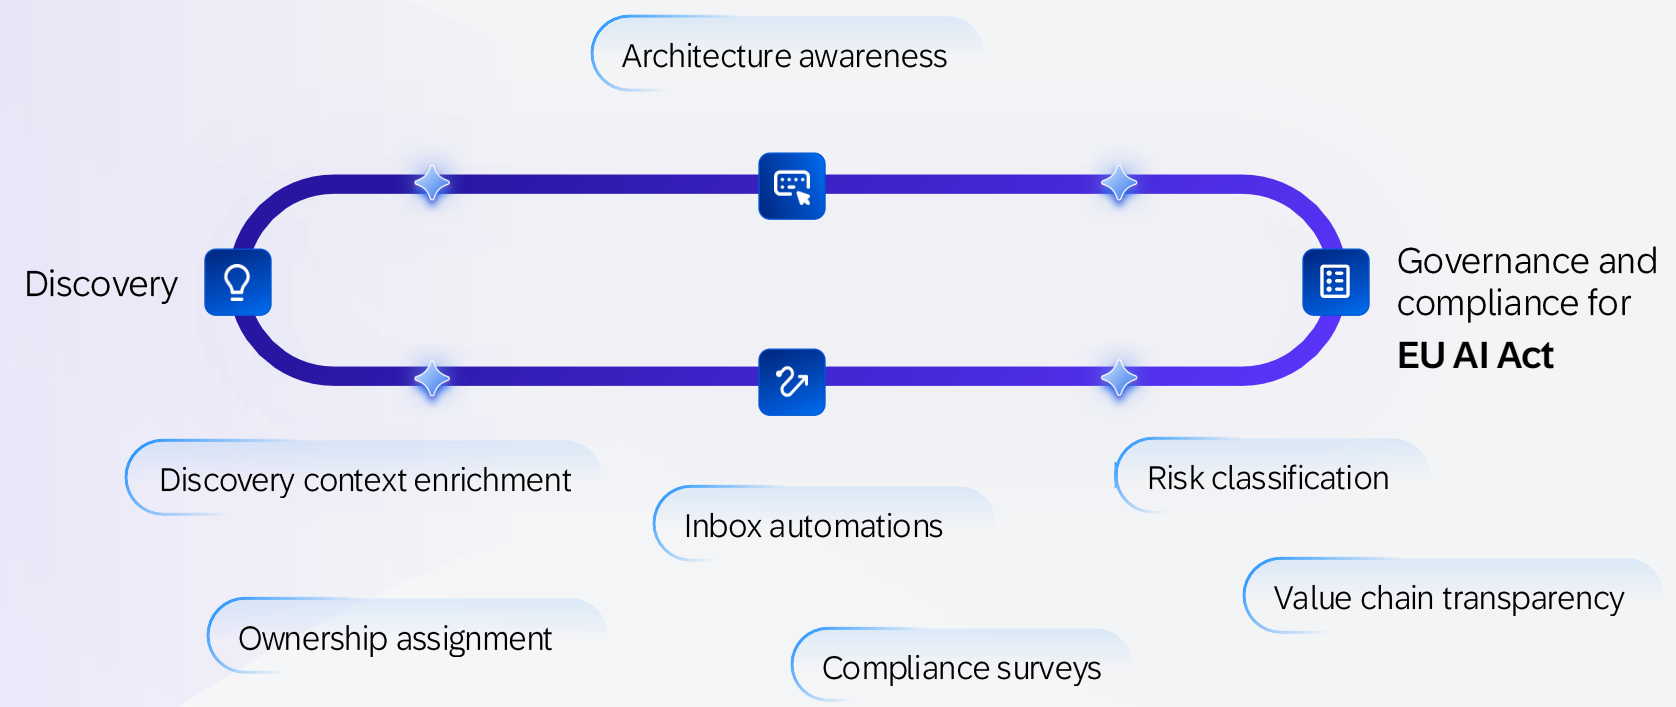 Architecture awareness
Discovery
Governance and
compliance for
EU AI Act
Discovery context enrichment
Risk classification
Inbox automations
Value chain transparency
Ownership assignment
Compliance surveys